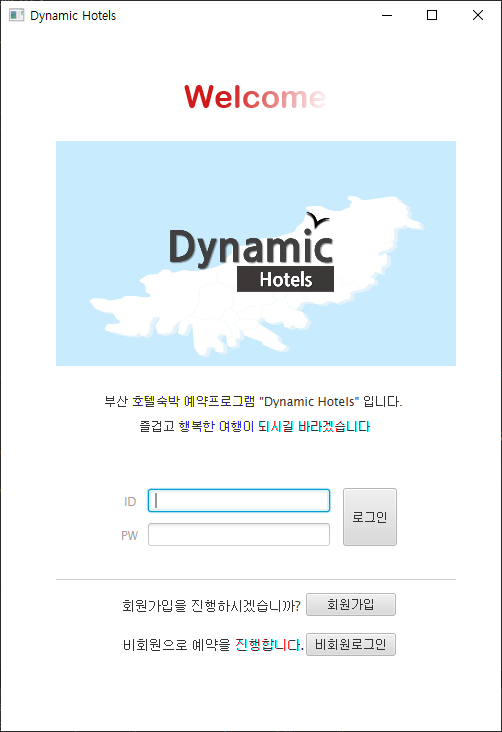 Dynamic Hotels
Welcome
Dynamic
Hotels
부산 호텔숙박 예약프로그램 "Dynamic Hotels" 입니다.
즐겁고 행복한 여행이 되시길 바라겠습니다
ID
로그인
PW
회원가입을 진행하시겟습니까? 회원가입
비회원으로 예약을 진행합니다. 비회원로그인